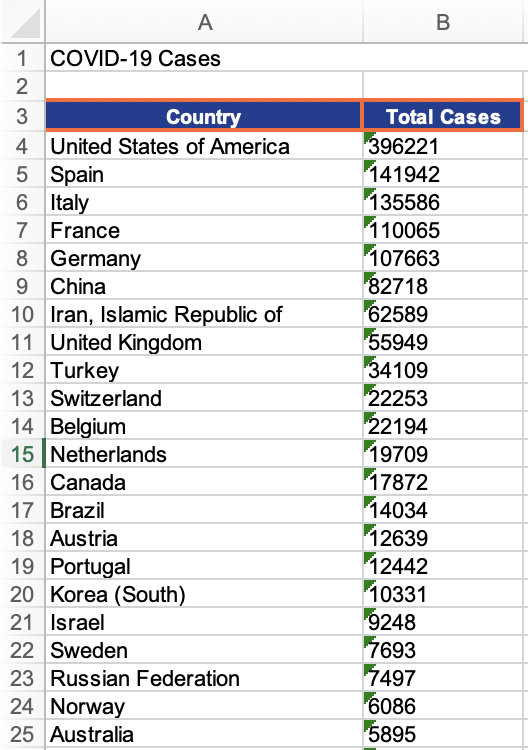 A B
1 COVID-19 Cases
2
3 Country Total Cases
4 United States of America 396221
5 Spain 141942
6 Italy 135586
7 France 110065
8 Germany 107663
9 China 82718
10 Iran, Islamic Republic of 62589
11 United Kingdom 55949
12 Turkey 34109
13 Switzerland 22253
14 Belgium 22194
15 Netherlands 19709
16 Canada 17872
17 Brazil 14034
18 Austria 12639
19 Portugal 12442
20 Korea (South) 10331
21 Israel 9248
22 Sweden 7693
23 Russian Federation 7497
24 Norway 6086
25 Australia 5895